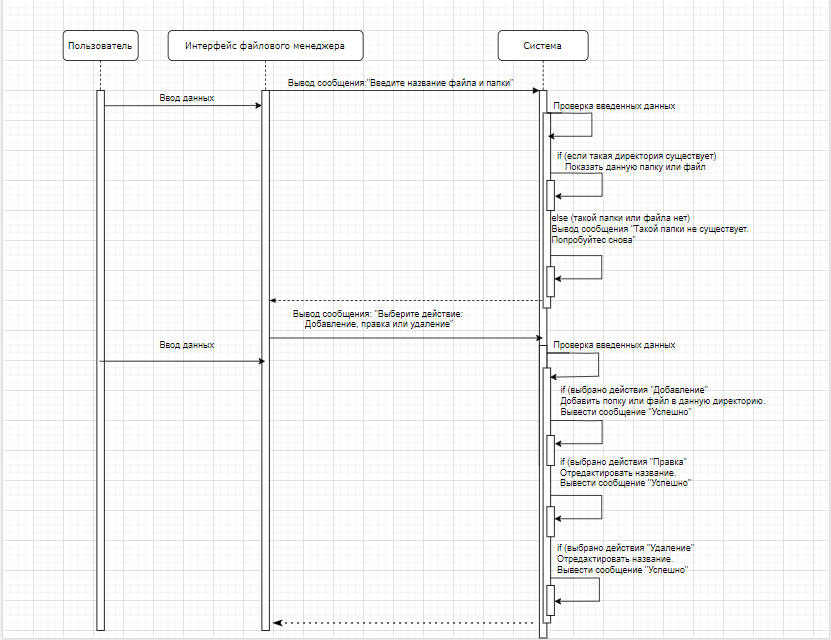 Пользователь
Интерфейс файлового менеджера
Система
Вывод сообщения:"Введите название файла и папки"
Ввод данных
Проверка введенных данных
if (если такая директория существует)
Показать данную папку или файл
else (такой папки или файла нет)
Вывод сообщения "Такой папки не существует.
Попробуйтес снова"
Вывод сообщения: "Выберите действие:
Добавление, правка или удаление"
Ввод данных
Проверка введенных данных
if (выбрано действия "Добавление"
Добавить попку или файл в данную директорию.
Вывести сообщение "Успешно"
if (выбрано действия "Правка"
Отредактировать название.
Вывести сообщение "Успешно"
if (выбрано действия "Удаление"
Отредактировать название.
Вывести сообщение "Успешно"